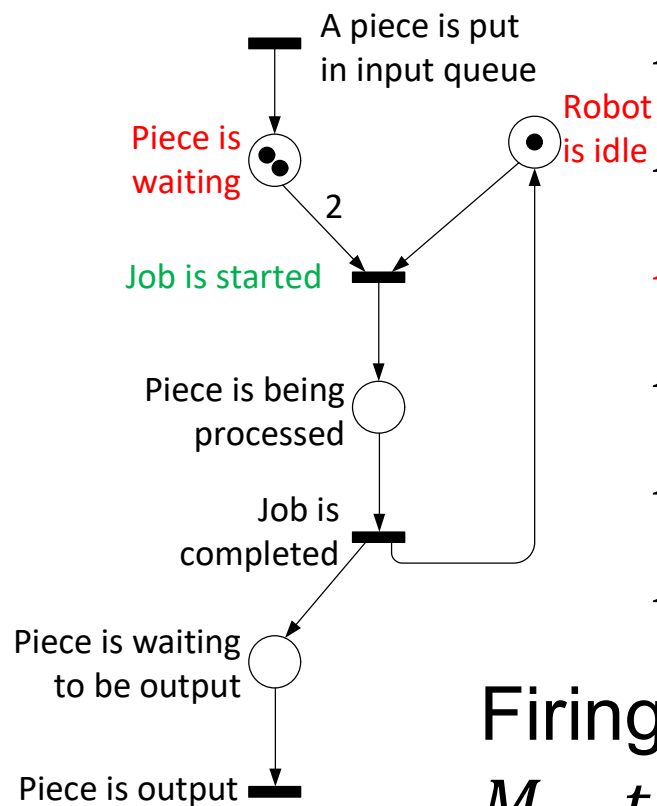 A piece is put
in input queue
Robot
is idle
Piece is
waiting
2
Job is started
Piece is being
processed
Job is
completed
Piece is waiting
to be output
Firing
Piece is output